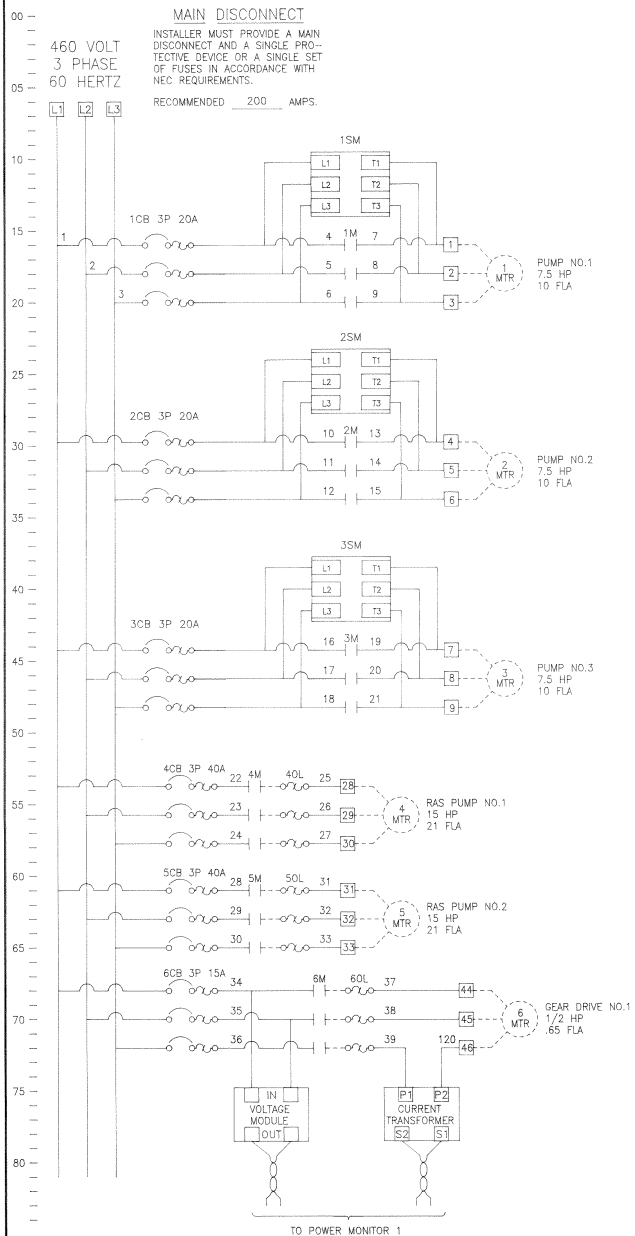 MAIN DISCONNECT
INSTALLER MUST PROVIDE A MAIN
DISCONNECT AND A SINGLE PRO-
TECTIVE DEVICE OR A SINGLE SET
OF FUSES IN ACCORDANCE WITH
NEC REQUIREMENTS.
RECOMMENDED 200 AMPS.
460 VOLT
3 PHASE
60 HERTZ
00
05
L1 L2 L3
10
1SM
L1 T1
L2 T2
L3 T3
15
1CB 3P 20A
1 4 1M 7 1
2 5 8 2
3 6 9 3
1
MTR
PUMP NO.1
7.5 HP
10 FLA
20
2SM
25
L1 T1
L2 T2
L3 T3
2CB 3P 20A
30
10 2M 13 4
11 14 5
12 15 6
2
MTR
PUMP NO.2
7.5 HP
10 FLA
35
3SM
L1 T1
40
L2 T2
L3 T3
3CB 3P 20A
16 3M 19 7
45
17 20 8
18 21 9
3
MTR
PUMP NO.3
7.5 HP
10 FLA
50
4CB 3P 40A 22 4M 4OL 25 28
55
23 26 29
24 27 30
4
MTR
RAS PUMP NO.1
15 HP
21 FLA
60
5CB 3P 40A 28 5M 5OL 31 31
29 32 32
65
30 33 33
5
MTR
RAS PUMP NO.2
15 HP
21 FLA
6CB 3P 15A 34 6M 6OL 37 44
70
35 38 45
36 39 120 46
6
MTR
GEAR DRIVE NO.1
1/2 HP
.65 FLA
75
IN
VOLTAGE
MODULE
OUT
P1 P2
CURRENT
TRANSFORMER
S2 S1
80
TO POWER MONITOR 1